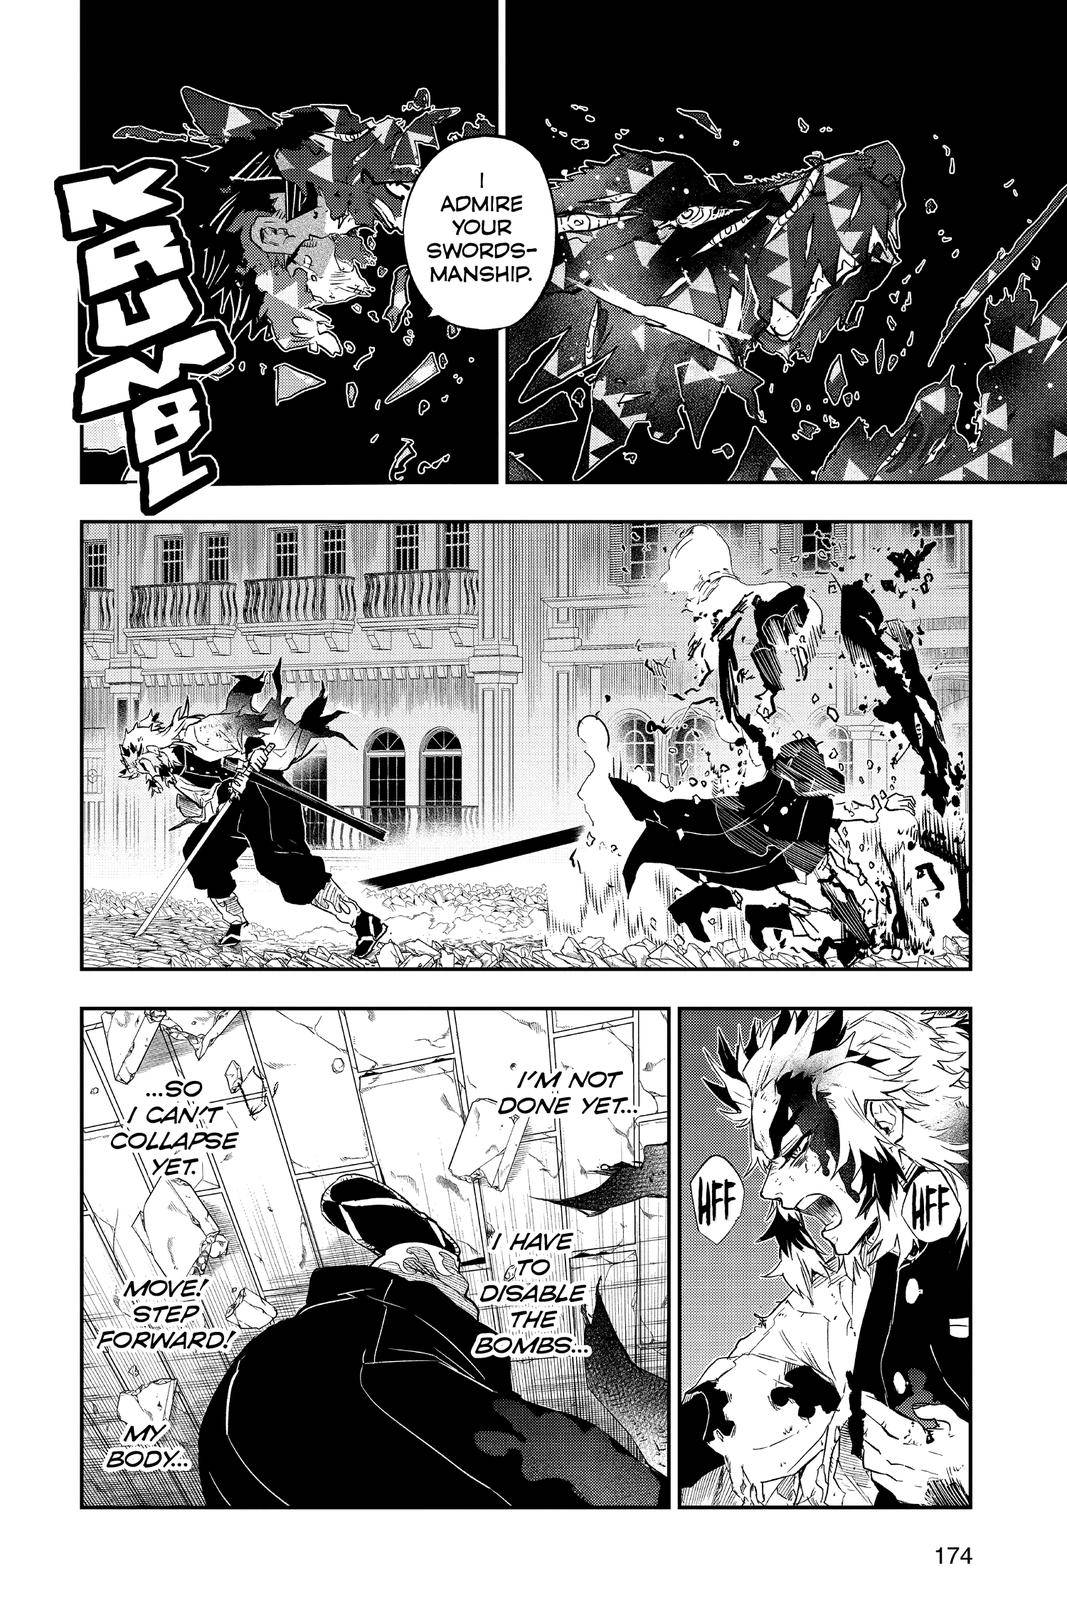 I
ADMIRE
YOUR
SWORDS-
MANSHIP.
KRUMBL
HFF
HFF
I'M NOT
DONE YET...
I HAVE
TO
DISABLE
THE
BOMBS...
...SO
I CAN'T
COLLAPSE
YET.
MOVE!
STEP
FORWARD!
MY
BODY...
174